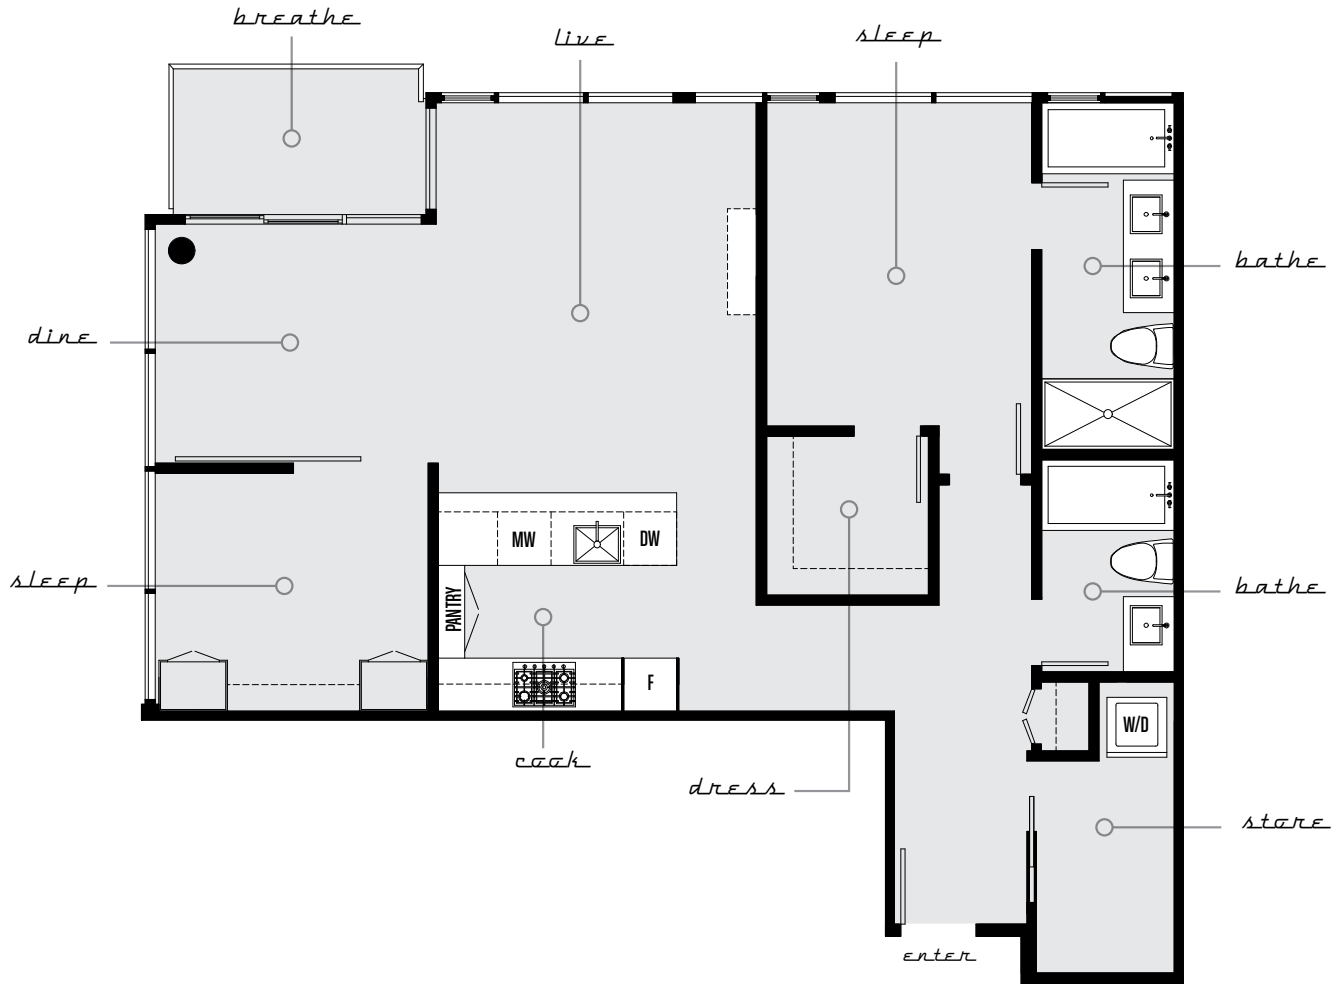 breathe
live
sleep
bathe
dine
MW
DW
sleep
PANTRY
bathe
F
W/D
cook
dress
store
enter